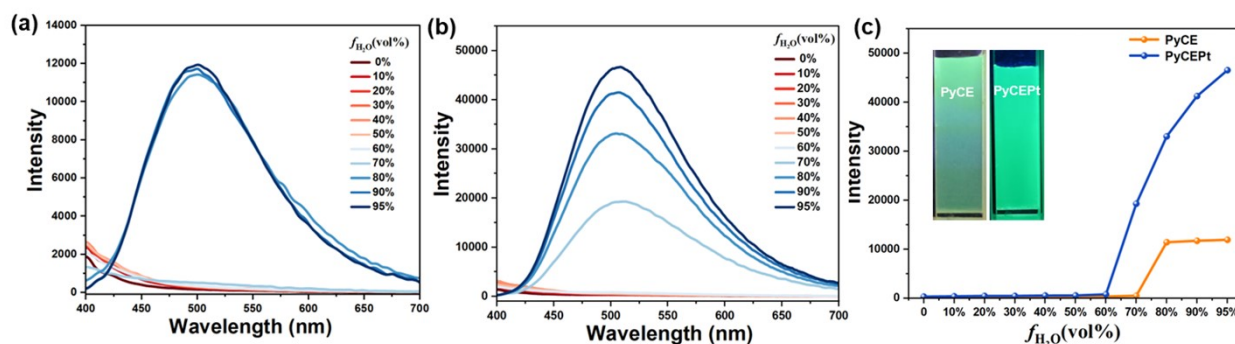 (a)
14000
12000
10000
8000
6000
4000
2000
0
Intensity
400 450 500 550 600 650 700
Wavelength (nm)
fH₂O(vol%)
0%
10%
20%
30%
40%
50%
60%
70%
80%
90%
95%
(b)
50000
40000
30000
20000
10000
0
Intensity
400 450 500 550 600 650 700
Wavelength (nm)
fH₂O(vol%)
0%
10%
20%
30%
40%
50%
60%
70%
80%
90%
95%
(c)
PyCE
PyCEPt
50000
40000
30000
20000
10000
0
Intensity
PyCE
PyCEPt
0 10% 20% 30% 40% 50% 60% 70% 80% 90% 95%
fH₂O(vol%)